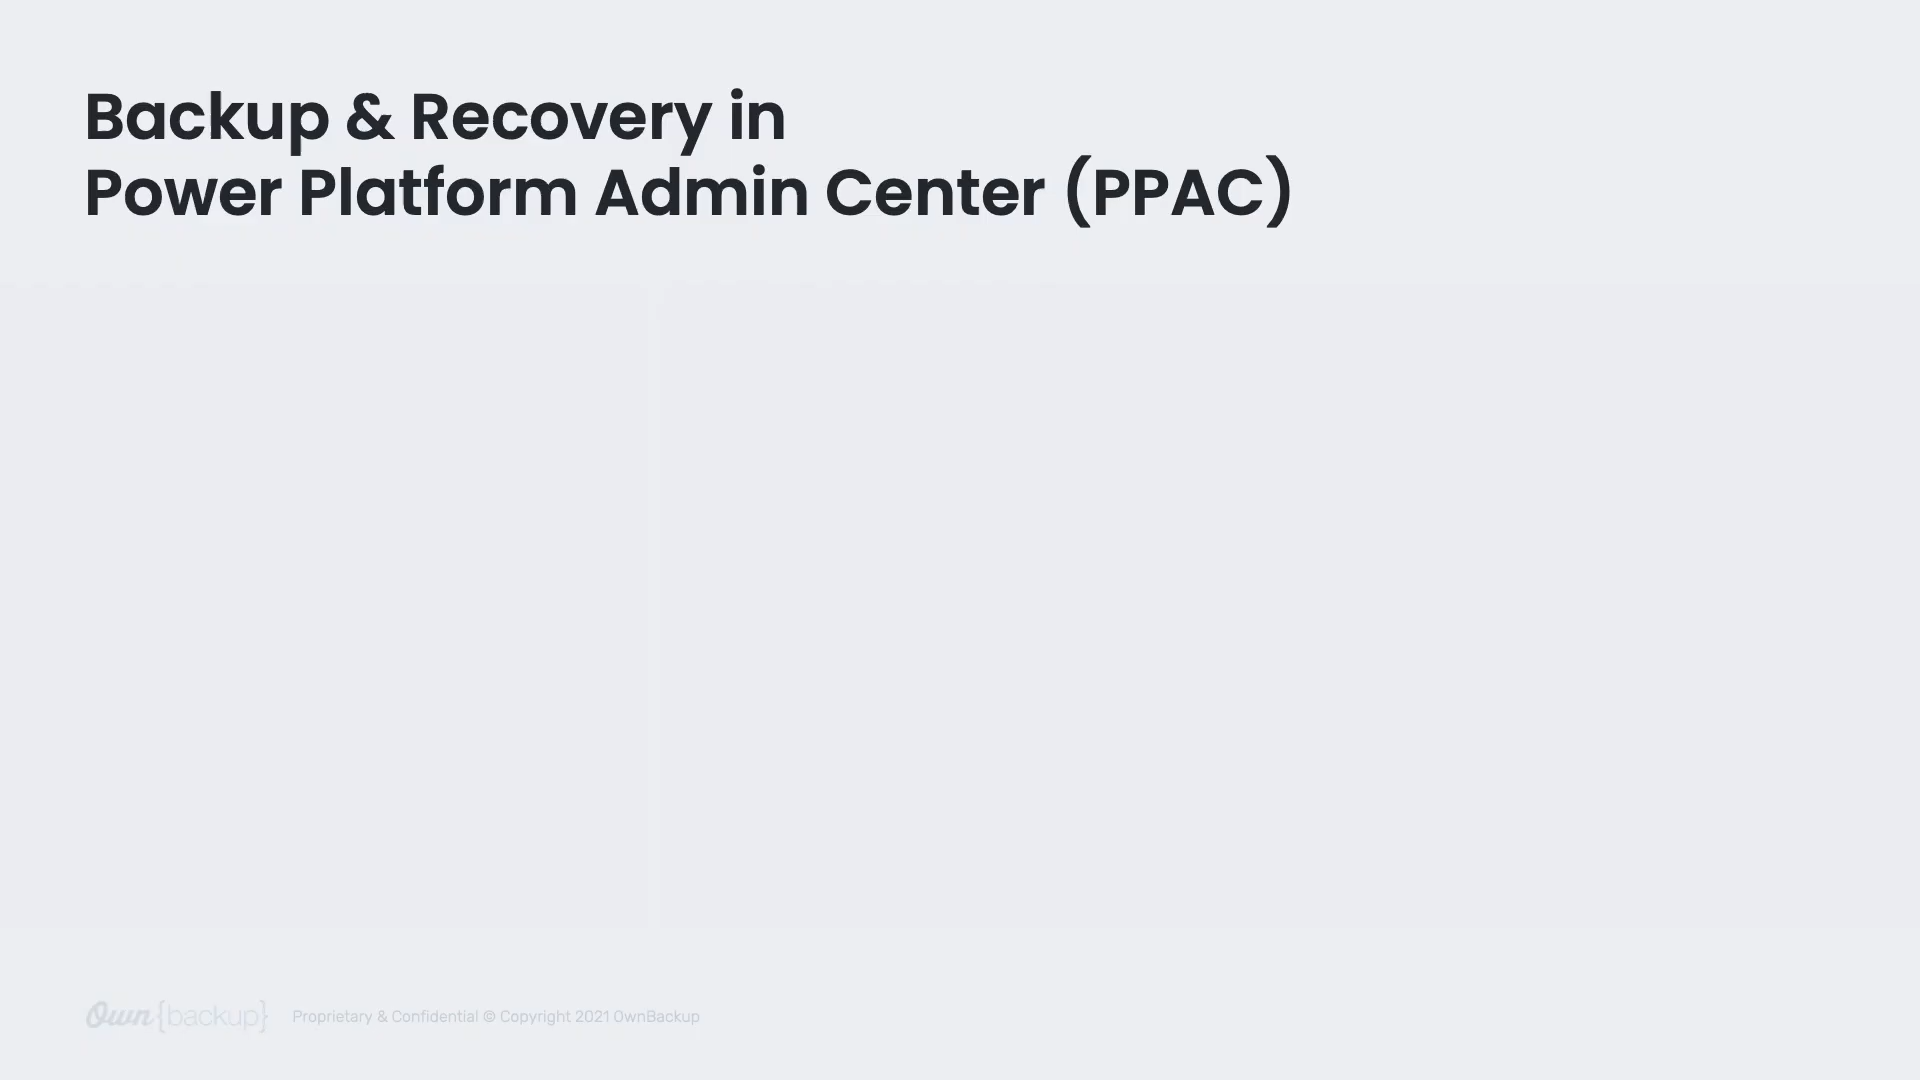 Backup & Recovery in
Power Platform Admin Center (PPAC)
Own {backup} Proprietary & Confidential © Copyright 2021 OwnBackup